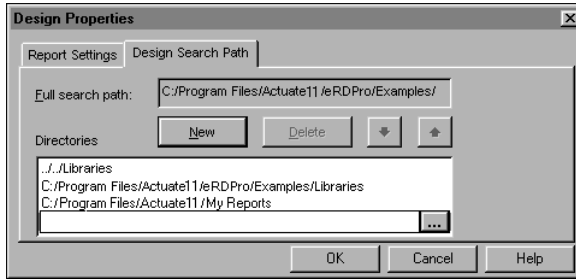 Design Properties
Report Settings
Design Search Path
Full search path:
C:/Program Files/Actuate11/eRDPro/Examples/
Directories
New
Delete
../../Libraries
C:/Program Files/Actuate11/eRDPro/Examples/Libraries
C:/Program Files/Actuate11/My Reports
...
OK
Cancel
Help